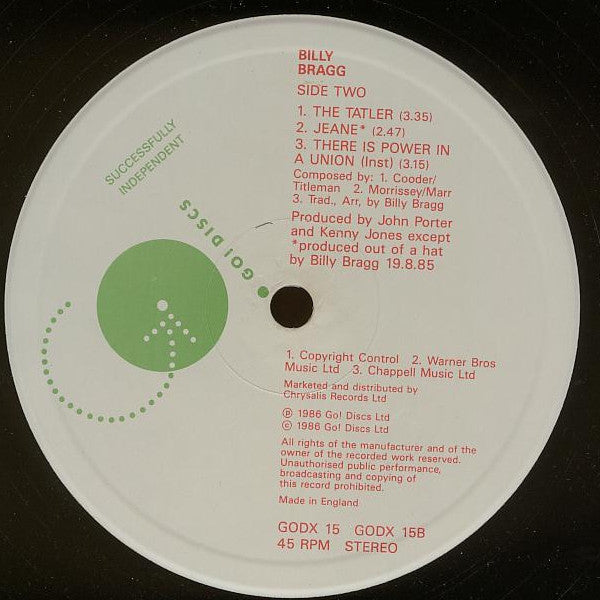 BILLY
BRAGG
SIDE TWO
1. THE TATLER (3.35)
2. JEANE* (2.47)
3. THERE IS POWER IN
A UNION (Inst) (3.15)
Composed by: 1. Cooder/
Titleman 2. Morrissey/Marr
3. Trad., Arr, by Billy Bragg
Produced by John Porter
and Kenny Jones except
*produced out of a hat
by Billy Bragg 19.8.85
SUCCESSFULLY
INDEPENDENT
GO! DISCS
1. Copyright Control 2. Warner Bros
Music Ltd 3. Chappell Music Ltd
Marketed and distributed by
Chrysalis Records Ltd
℗ 1986 Go! Discs Ltd
© 1986 Go! Discs Ltd
All rights of the manufacturer and of the
owner of the recorded work reserved.
Unauthorised public performance,
broadcasting and copying of
this record prohibited.
Made in England
GODX 15 GODX 15B
45 RPM STEREO